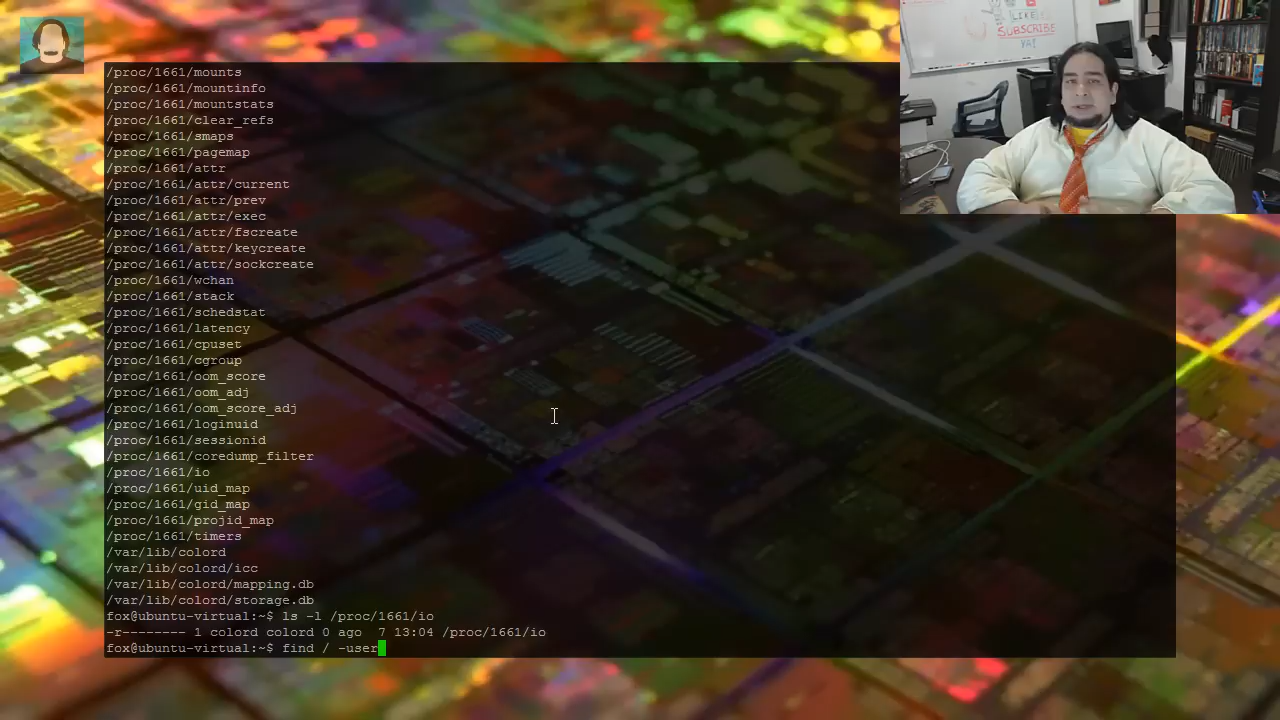 LIKE
SUBSCRIBE
YA!
/proc/1661/mounts
/proc/1661/mountinfo
/proc/1661/mountstats
/proc/1661/clear_refs
/proc/1661/smaps
/proc/1661/pagemap
/proc/1661/attr
/proc/1661/attr/current
/proc/1661/attr/prev
/proc/1661/attr/exec
/proc/1661/attr/fscreate
/proc/1661/attr/keycreate
/proc/1661/attr/sockcreate
/proc/1661/wchan
/proc/1661/stack
/proc/1661/schedstat
/proc/1661/latency
/proc/1661/cpuset
/proc/1661/cgroup
/proc/1661/oom_score
/proc/1661/oom_adj
/proc/1661/oom_score_adj
/proc/1661/loginuid
/proc/1661/sessionid
/proc/1661/coredump_filter
/proc/1661/io
/proc/1661/uid_map
/proc/1661/gid_map
/proc/1661/projid_map
/proc/1661/timers
/var/lib/colord
/var/lib/colord/icc
/var/lib/colord/mapping.db
/var/lib/colord/storage.db
fox@ubuntu-virtual:~$ ls -l /proc/1661/io
-r-------- 1 colord colord 0 ago  7 13:04 /proc/1661/io
fox@ubuntu-virtual:~$ find / -user